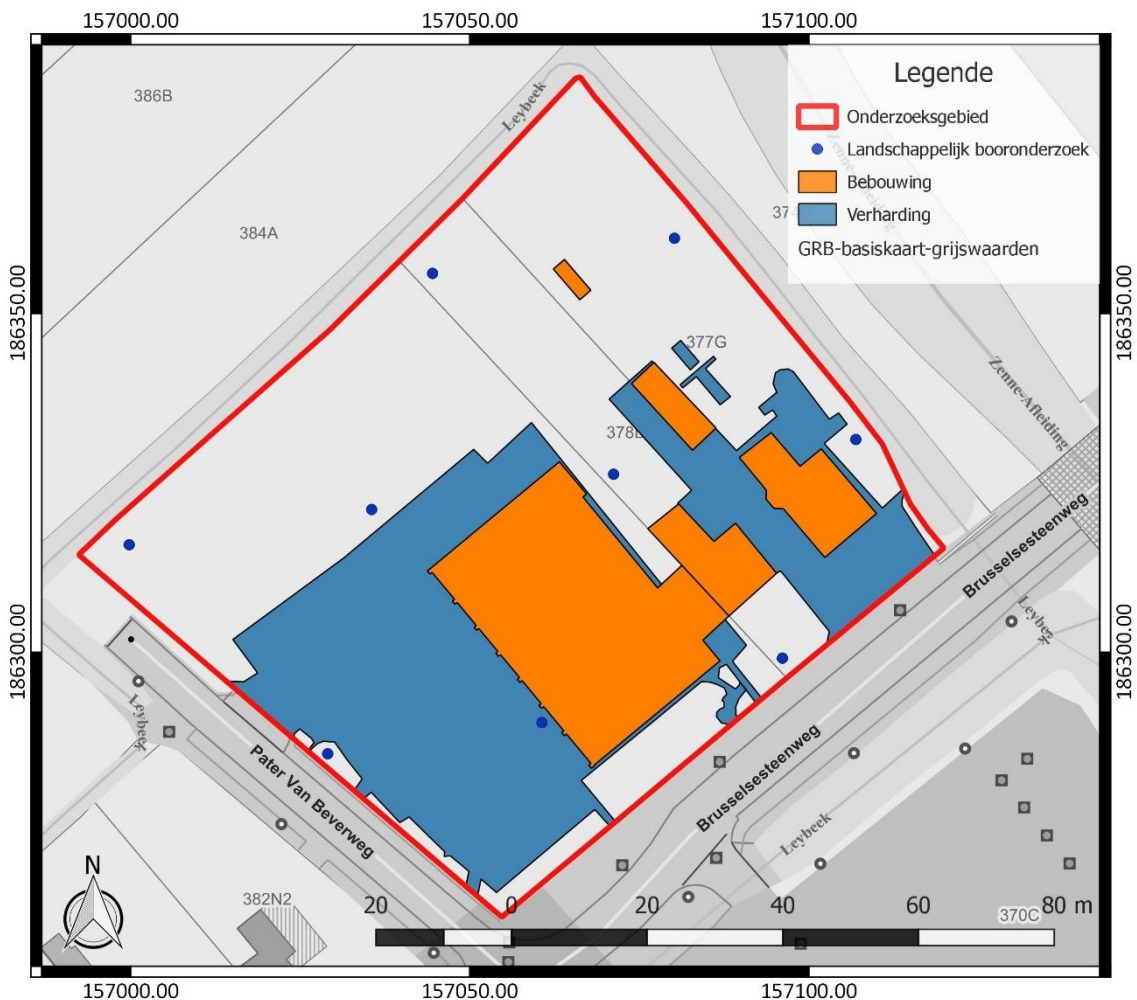 157000.00
157050.00
157100.00
Legende
Onderzoeksgebied
Landschappelijk booronderzoek
Bebouwing
Verharding
GRB-basiskaart-grijswaarden
386B
Leybeek
384A
186350.00
186350.00
377G
Zenne-Afleiding
Brusselsesteenweg
186300.00
186300.00
Pater Van Beverweg
Brusselsesteenweg
Leybeek
N
382N2
370C
20
0
20
40
60
80 m
157000.00
157050.00
157100.00